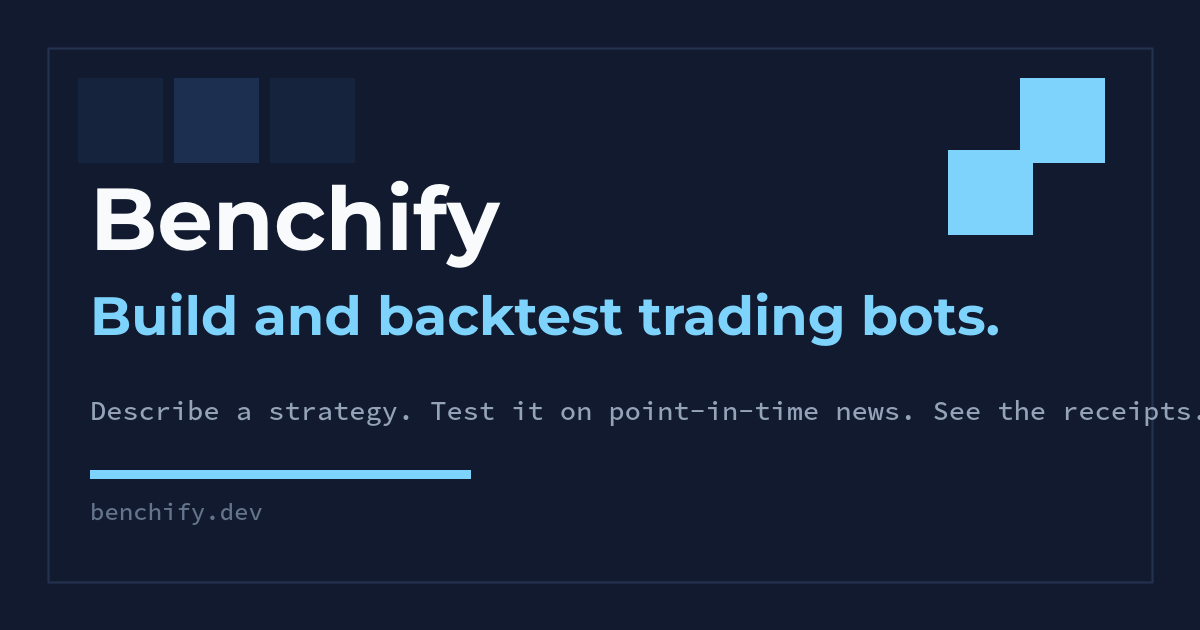 Benchify
Build and backtest trading bots.
Describe a strategy. Test it on point-in-time news. See the receipts.
benchify.dev